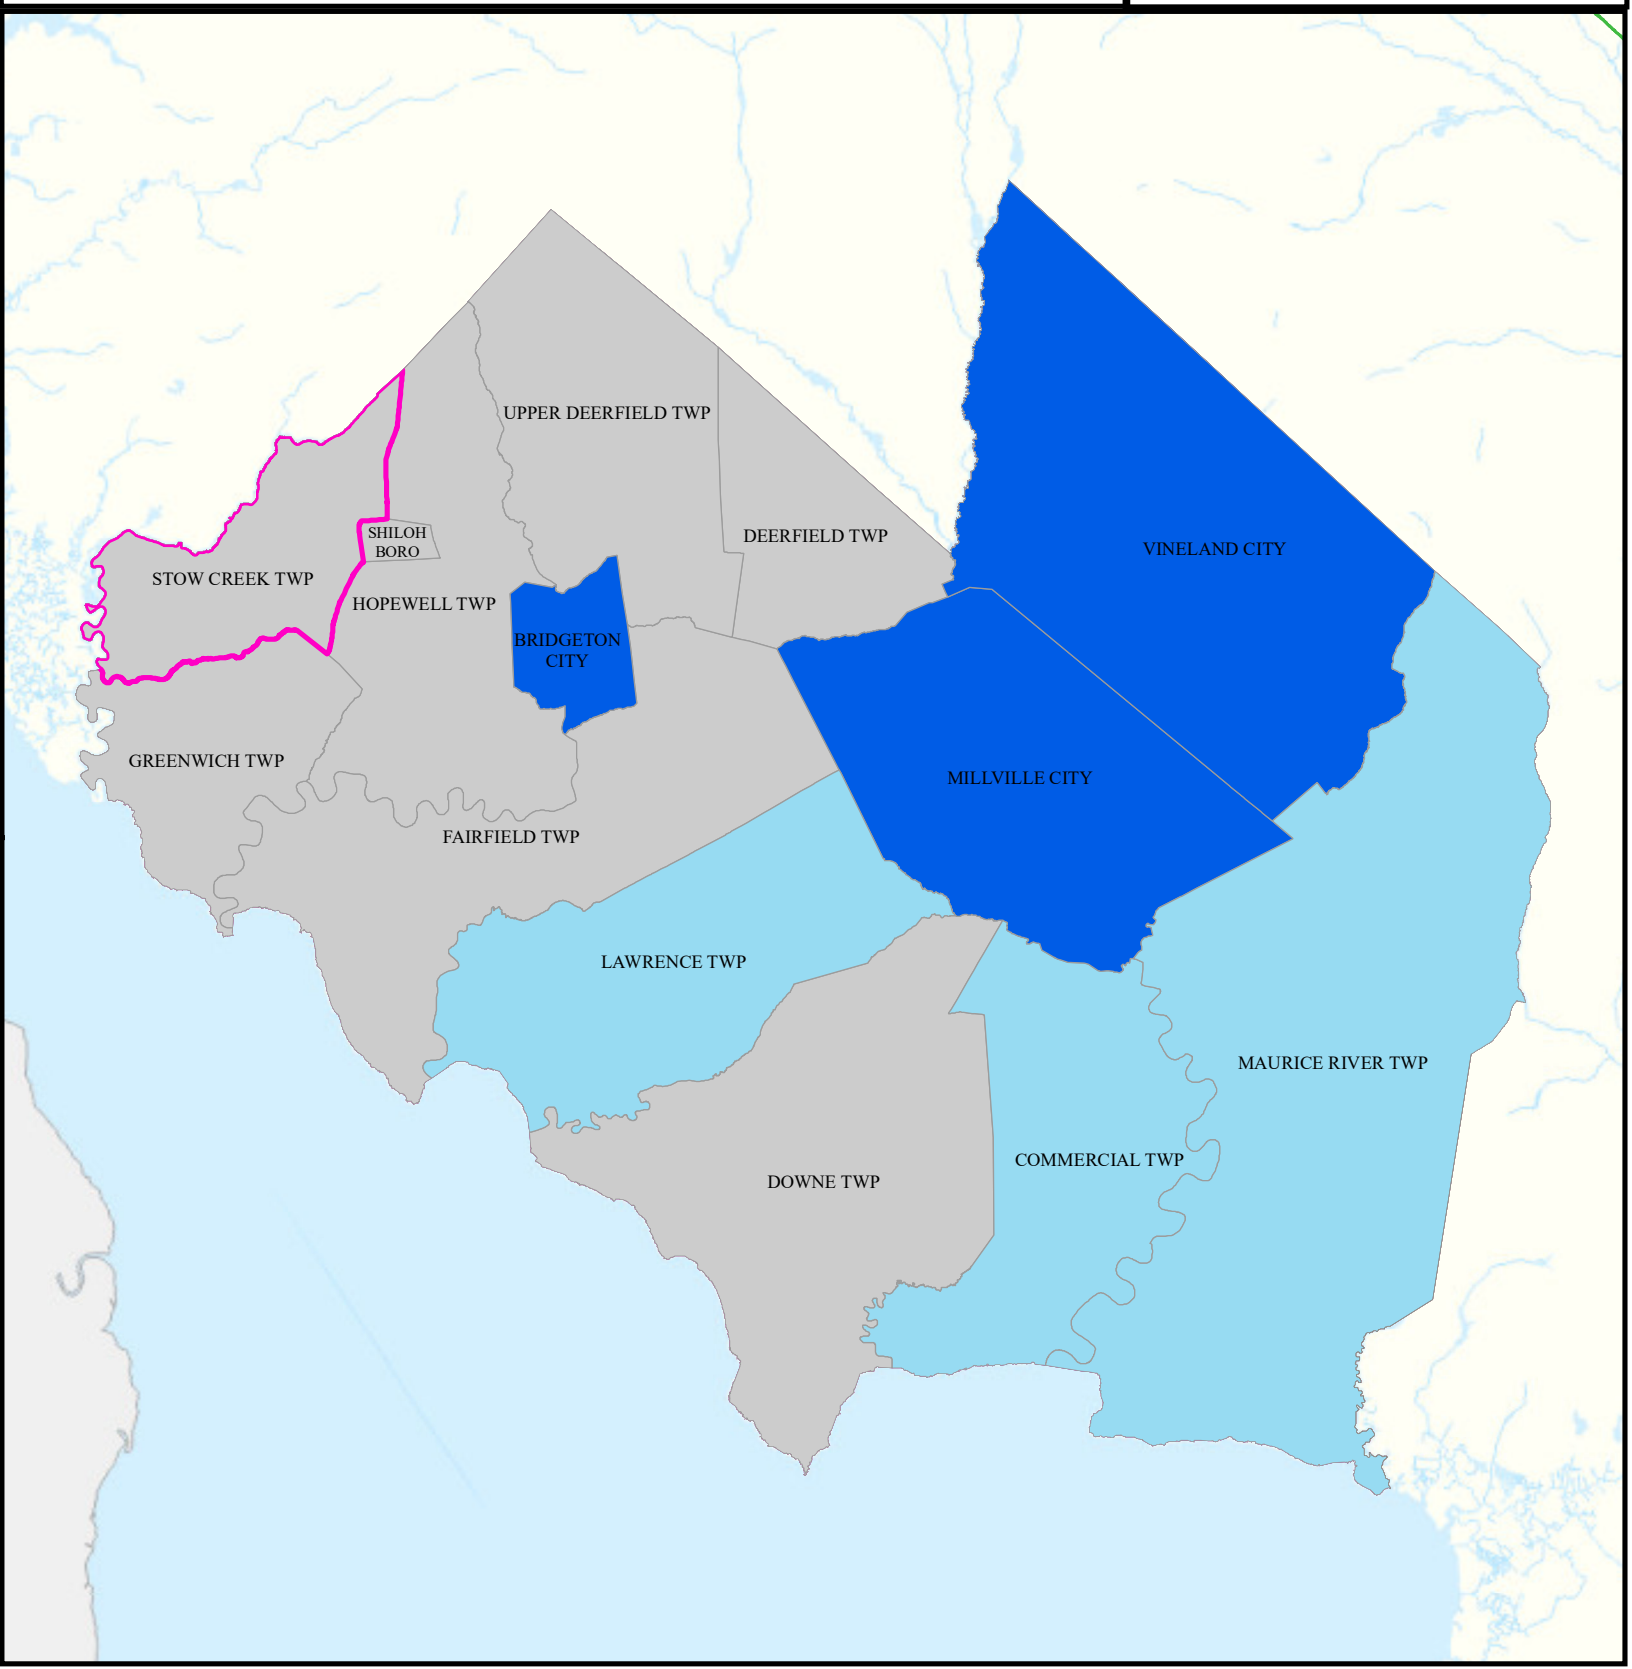 UPPER DEERFIELD TWP
DEERFIELD TWP
SHILOH
BORO
VINELAND CITY
STOW CREEK TWP
HOPEWELL TWP
BRIDGETON
CITY
GREENWICH TWP
MILLVILLE CITY
FAIRFIELD TWP
LAWRENCE TWP
MAURICE RIVER TWP
COMMERCIAL TWP
DOWNE TWP